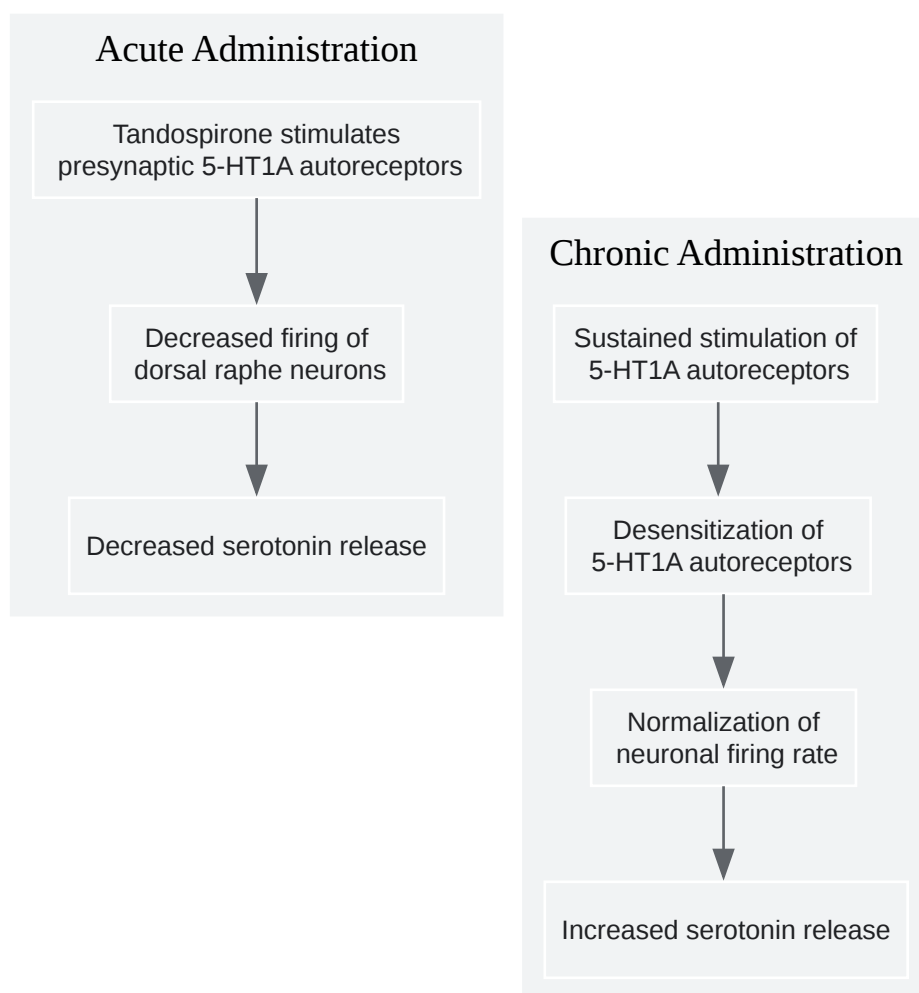 Acute Administration
Tandospirone stimulates
presynaptic 5-HT1A autoreceptors
Decreased firing of
dorsal raphe neurons
Decreased serotonin release
Chronic Administration
Sustained stimulation of
5-HT1A autoreceptors
Desensitization of
5-HT1A autoreceptors
Normalization of
neuronal firing rate
Increased serotonin release